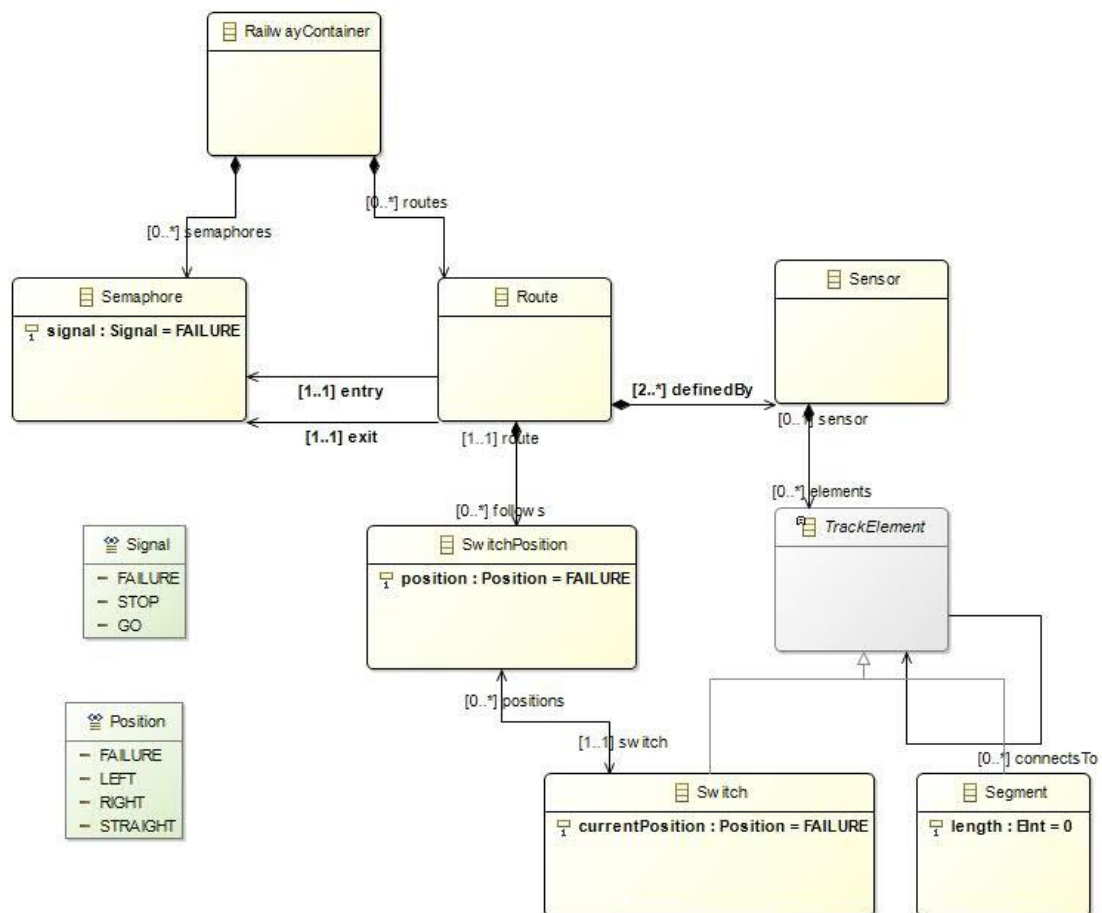 RailwayContainer
[0..*] routes
[0..*] semaphores
Semaphore
signal : Signal = FAILURE
Route
Sensor
[1..1] entry
[2..*] definedBy
[1..1] exit
[1..1] route
[0..1] sensor
[0..*] follows
[0..*] elements
Signal
FAILURE
STOP
GO
SwitchPosition
position : Position = FAILURE
TrackElement
[0..*] positions
[1..1] switch
[0..*] connectsTo
Position
FAILURE
LEFT
RIGHT
STRAIGHT
Switch
currentPosition : Position = FAILURE
Segment
length : EInt = 0